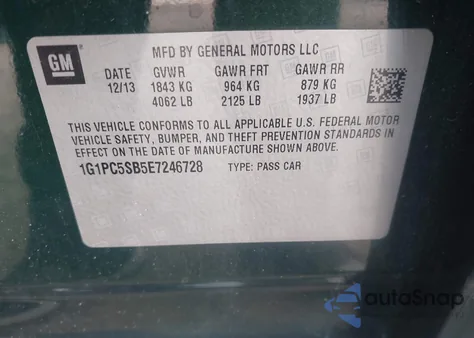 GM
MFD BY GENERAL MOTORS LLC
DATE GVWR GAWR FRT GAWR RR
12/13 1843 KG 964 KG 879 KG
4062 LB 2125 LB 1937 LB
THIS VEHICLE CONFORMS TO ALL APPLICABLE U.S. FEDERAL MOTOR
VEHICLE SAFETY, BUMPER, AND THEFT PREVENTION STANDARDS IN
EFFECT ON THE DATE OF MANUFACTURE SHOWN ABOVE.
1G1PC5SB5E7246728 TYPE: PASS CAR
autoSnap